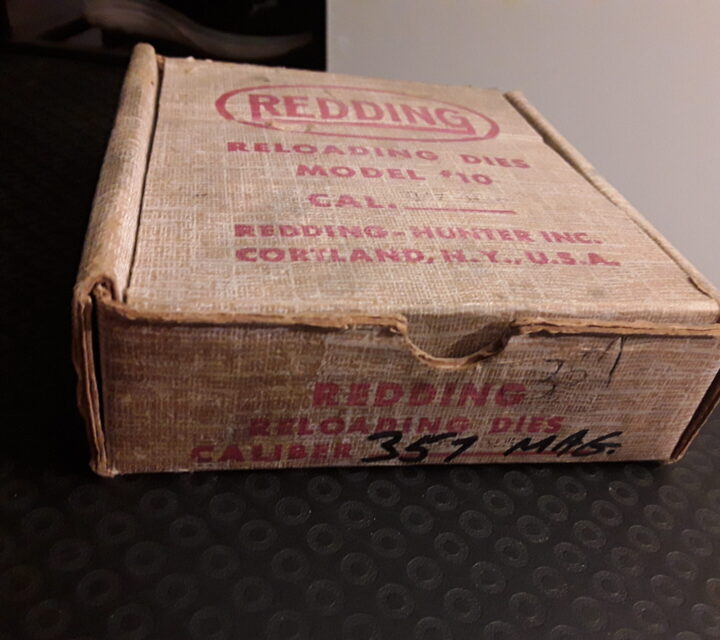 REDDING
RELOADING DIES
MODEL #10
CAL.
REDDING-HUNTER INC.
CORTLAND, N.Y., U.S.A.
REDDING
RELOADING DIES
CALIBER 357 MAG.